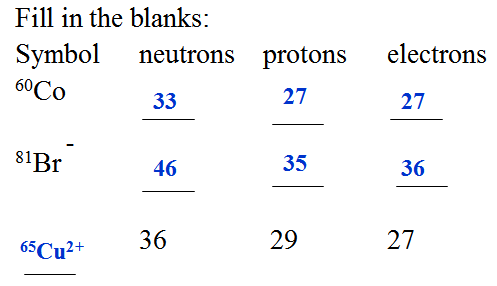 Fill in the blanks:
Symbol neutrons protons electrons
⁶⁰Co 33 27 27
⁸¹Br⁻ 46 35 36
⁶⁵Cu²⁺ 36 29 27